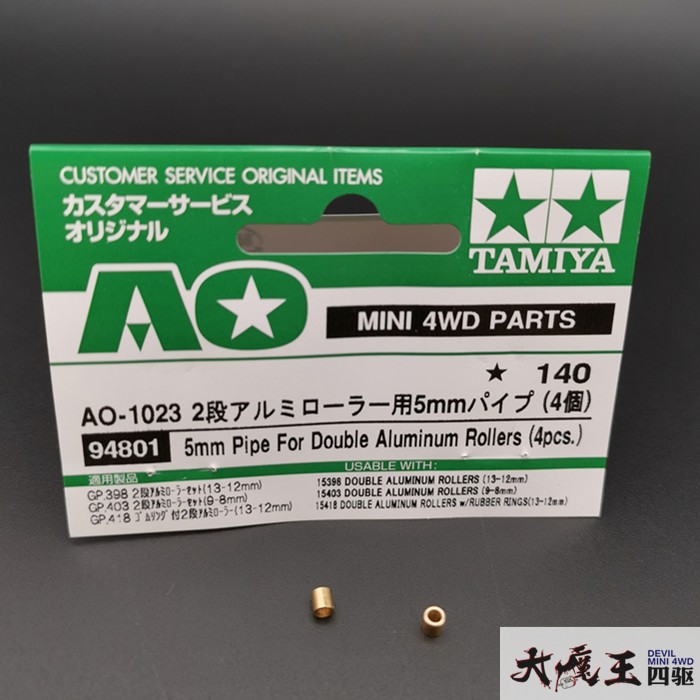 CUSTOMER SERVICE ORIGINAL ITEMS
カスタマーサービス
オリジナル
TAMIYA
AO
MINI 4WD PARTS
★ 140
AO-1023 2段アルミローラー用5mmパイプ (4個)
94801 5mm Pipe For Double Aluminum Rollers (4pcs.)
適用製品
GP.398 2段ｱﾙﾐﾛｰﾗｰｾｯﾄ(13-12mm)
GP.403 2段ｱﾙﾐﾛｰﾗｰｾｯﾄ(9-8mm)
GP.418 ｺﾞﾑﾘﾝｸﾞ付2段ｱﾙﾐﾛｰﾗｰ(13-12mm)
USABLE WITH:
15398 DOUBLE ALUMINUM ROLLERS (13-12mm)
15403 DOUBLE ALUMINUM ROLLERS (9-8mm)
15418 DOUBLE ALUMINUM ROLLERS w/RUBBER RINGS(13-12mm)
大魔王
DEVIL
MINI 4WD
四驱